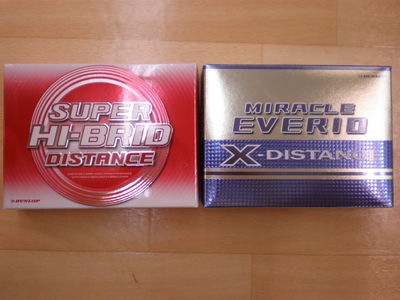 SUPER
HI-BRID
DISTANCE
DUNLOP
MIRACLE
EVERIO
X-DISTANCE